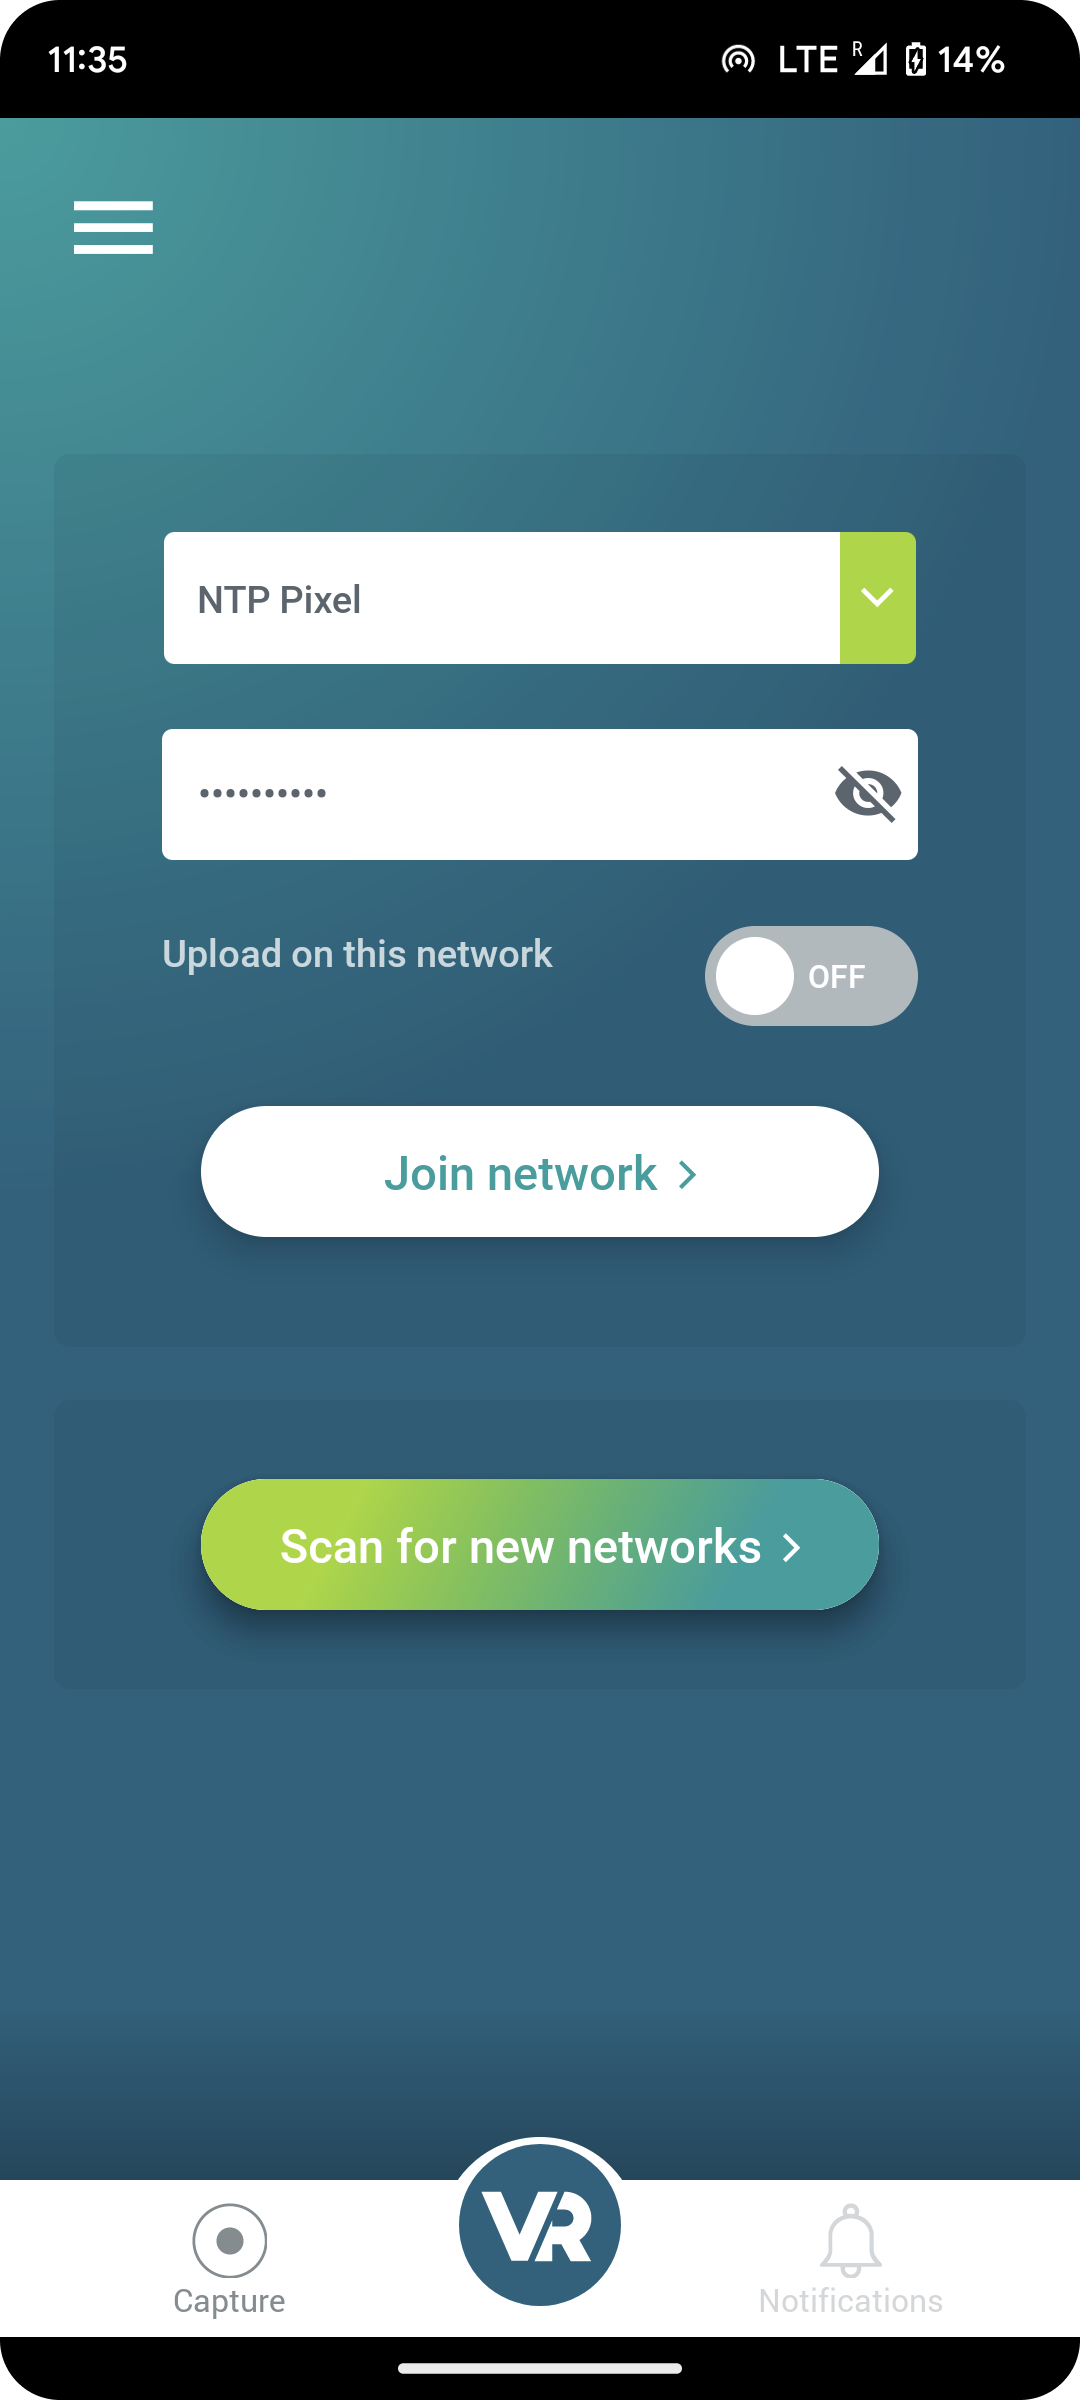 11:35
LTE R 14%
NTP Pixel
••••••••••
Upload on this network
OFF
Join network
Scan for new networks
VR
Capture
Notifications